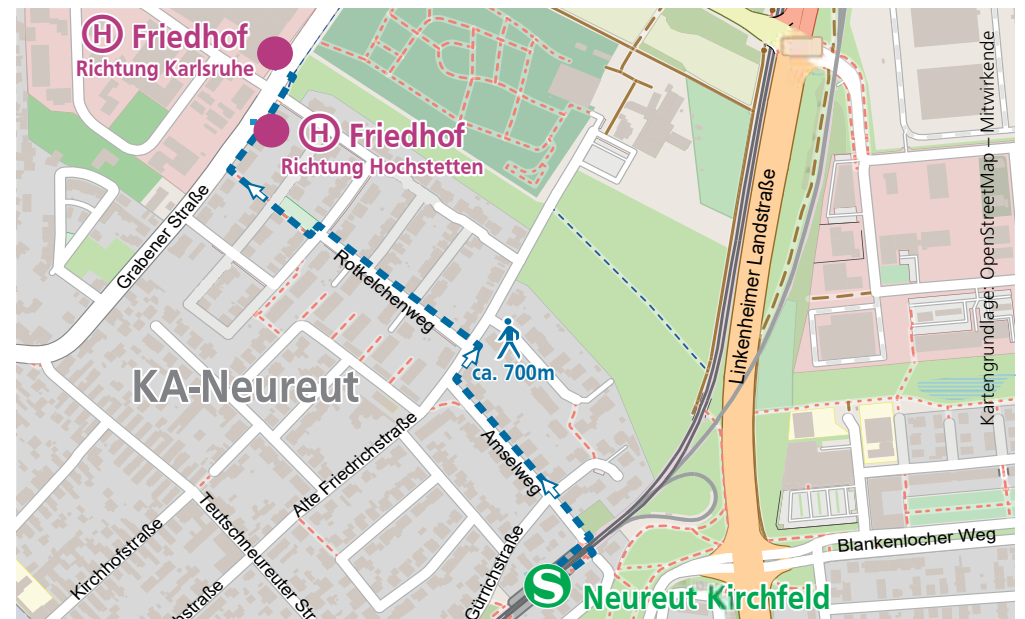 H Friedhof
Richtung Karlsruhe
H Friedhof
Richtung Hochstetten
Grabener Straße
Rotkelchenweg
Linkenheimer Landstraße
Kartengrundlage: OpenStreetMap – Mitwirkende
KA-Neureut
ca. 700m
Amselweg
Alte Friedrichstraße
Teutschneureuter Str
Kirchhofstraße
bstraße
Gürrichstraße
Blankenlocher Weg
S Neureut Kirchfeld